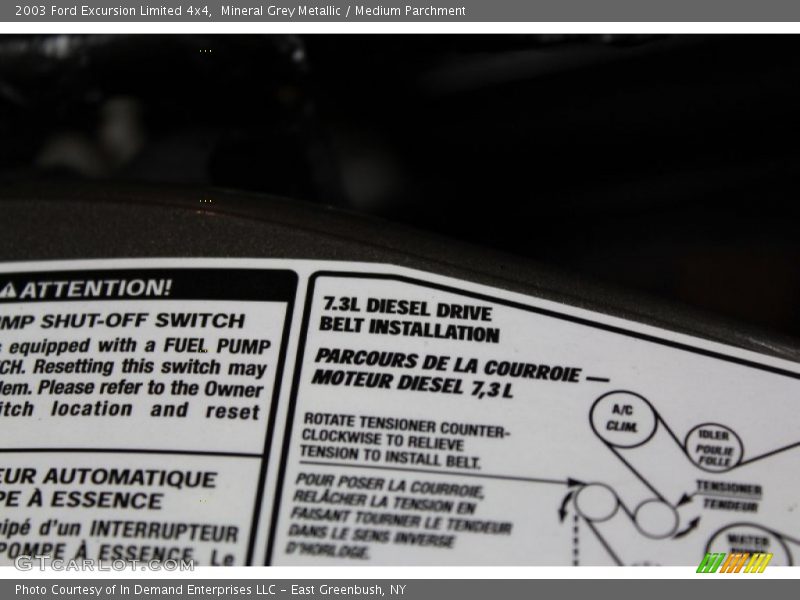 2003 Ford Excursion Limited 4x4, Mineral Grey Metallic / Medium Parchment
ATTENTION!
UMP SHUT-OFF SWITCH
equipped with a FUEL PUMP
CH. Resetting this switch may
lem. Please refer to the Owner
itch location and reset
EUR AUTOMATIQUE
PE À ESSENCE
uipé d'un INTERRUPTEUR
POMPE À ESSENCE. Le
7.3L DIESEL DRIVE
BELT INSTALLATION
PARCOURS DE LA COURROIE —
MOTEUR DIESEL 7,3 L
ROTATE TENSIONER COUNTER-
CLOCKWISE TO RELIEVE
TENSION TO INSTALL BELT.
POUR POSER LA COURROIE,
RELÂCHER LA TENSION EN
FAISANT TOURNER LE TENDEUR
DANS LE SENS INVERSE
D'HORLOGE.
A/C
CLIM.
IDLER
POULIE
FOLLE
TENSIONER
TENDEUR
WATER
GTcarlot.com
Photo Courtesy of In Demand Enterprises LLC – East Greenbush, NY